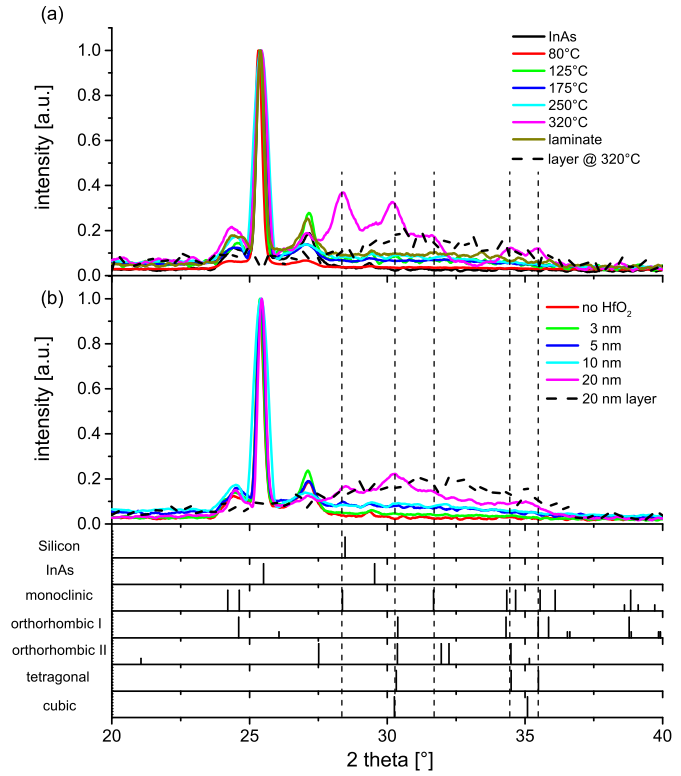 (a)
1.0
0.8
0.6
0.4
0.2
0.0
intensity [a.u.]
InAs
80°C
125°C
175°C
250°C
320°C
laminate
layer @ 320°C
(b)
1.0
0.8
0.6
0.4
0.2
0.0
intensity [a.u.]
no HfO₂
3 nm
5 nm
10 nm
20 nm
20 nm layer
Silicon
InAs
monoclinic
orthorhombic I
orthorhombic II
tetragonal
cubic
20 25 30 35 40
2 theta [°]